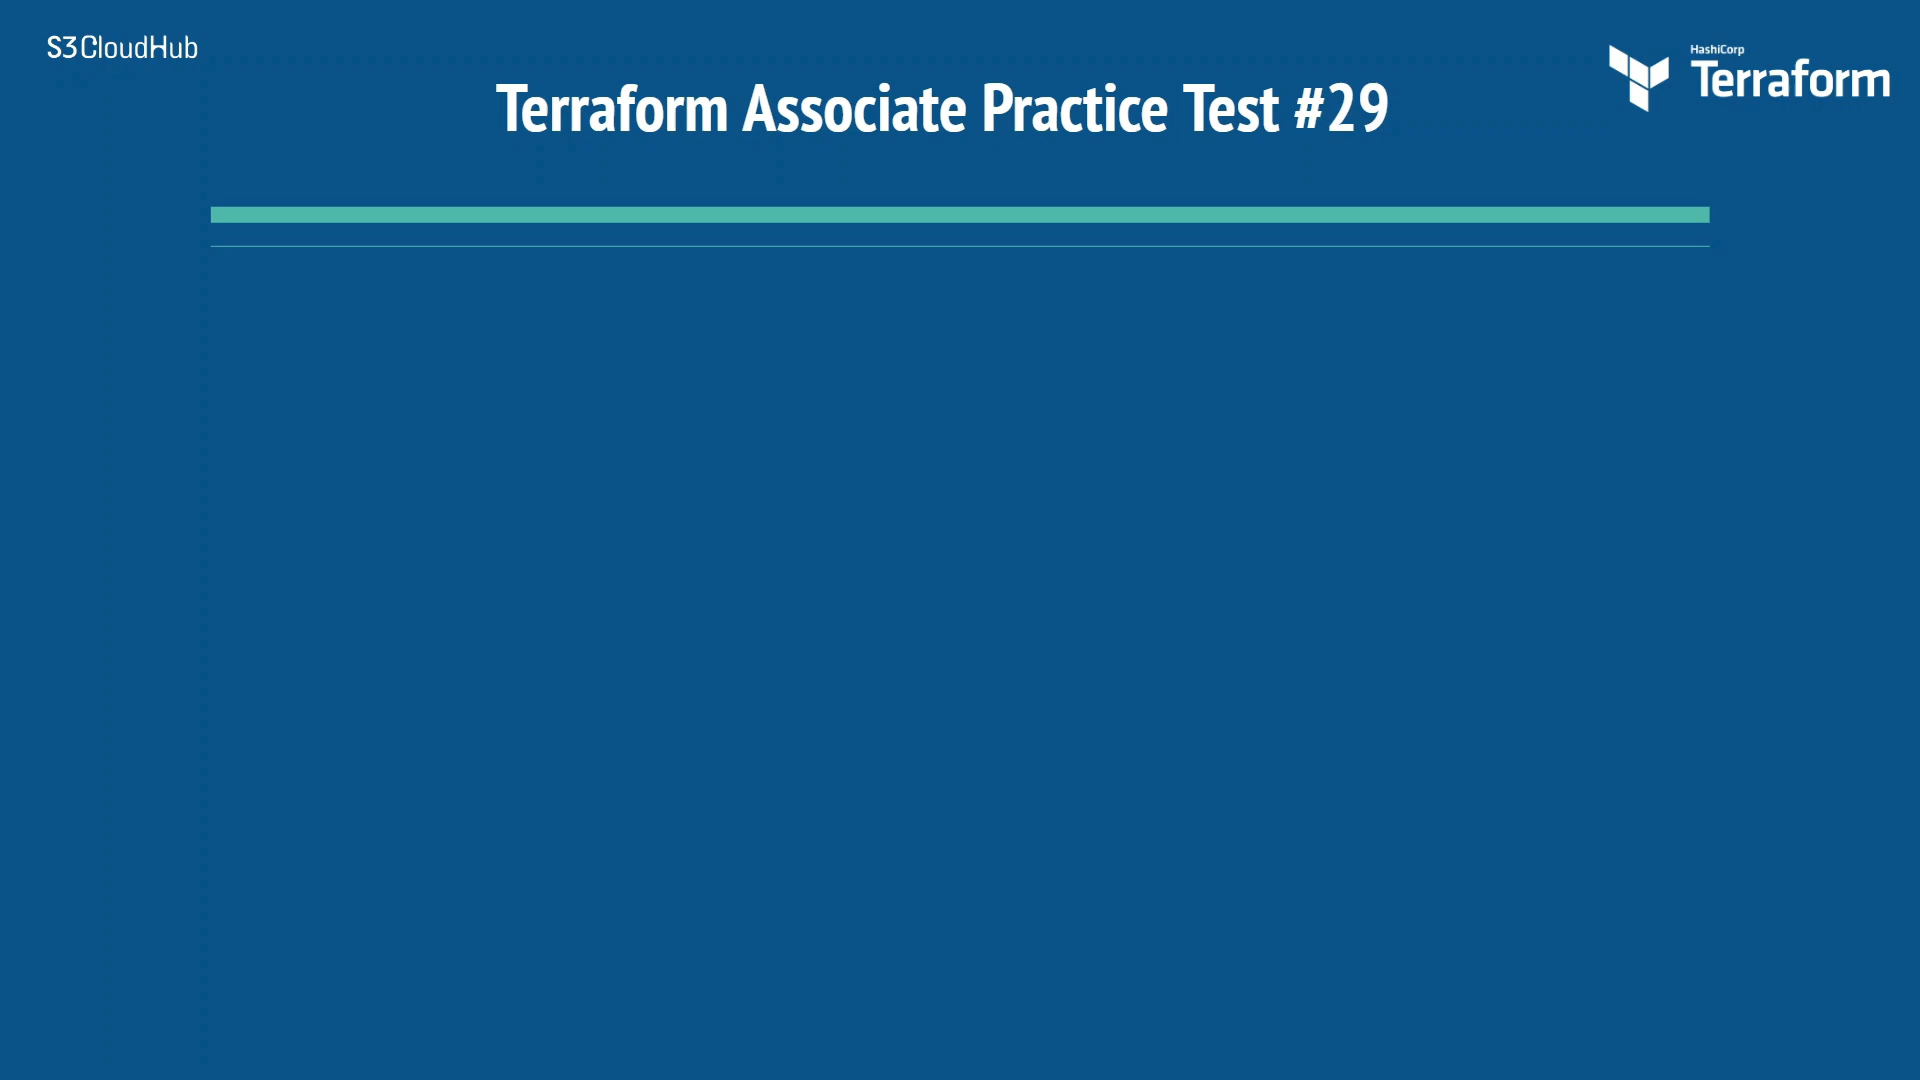 S3CloudHub
HashiCorp
Terraform
Terraform Associate Practice Test #29